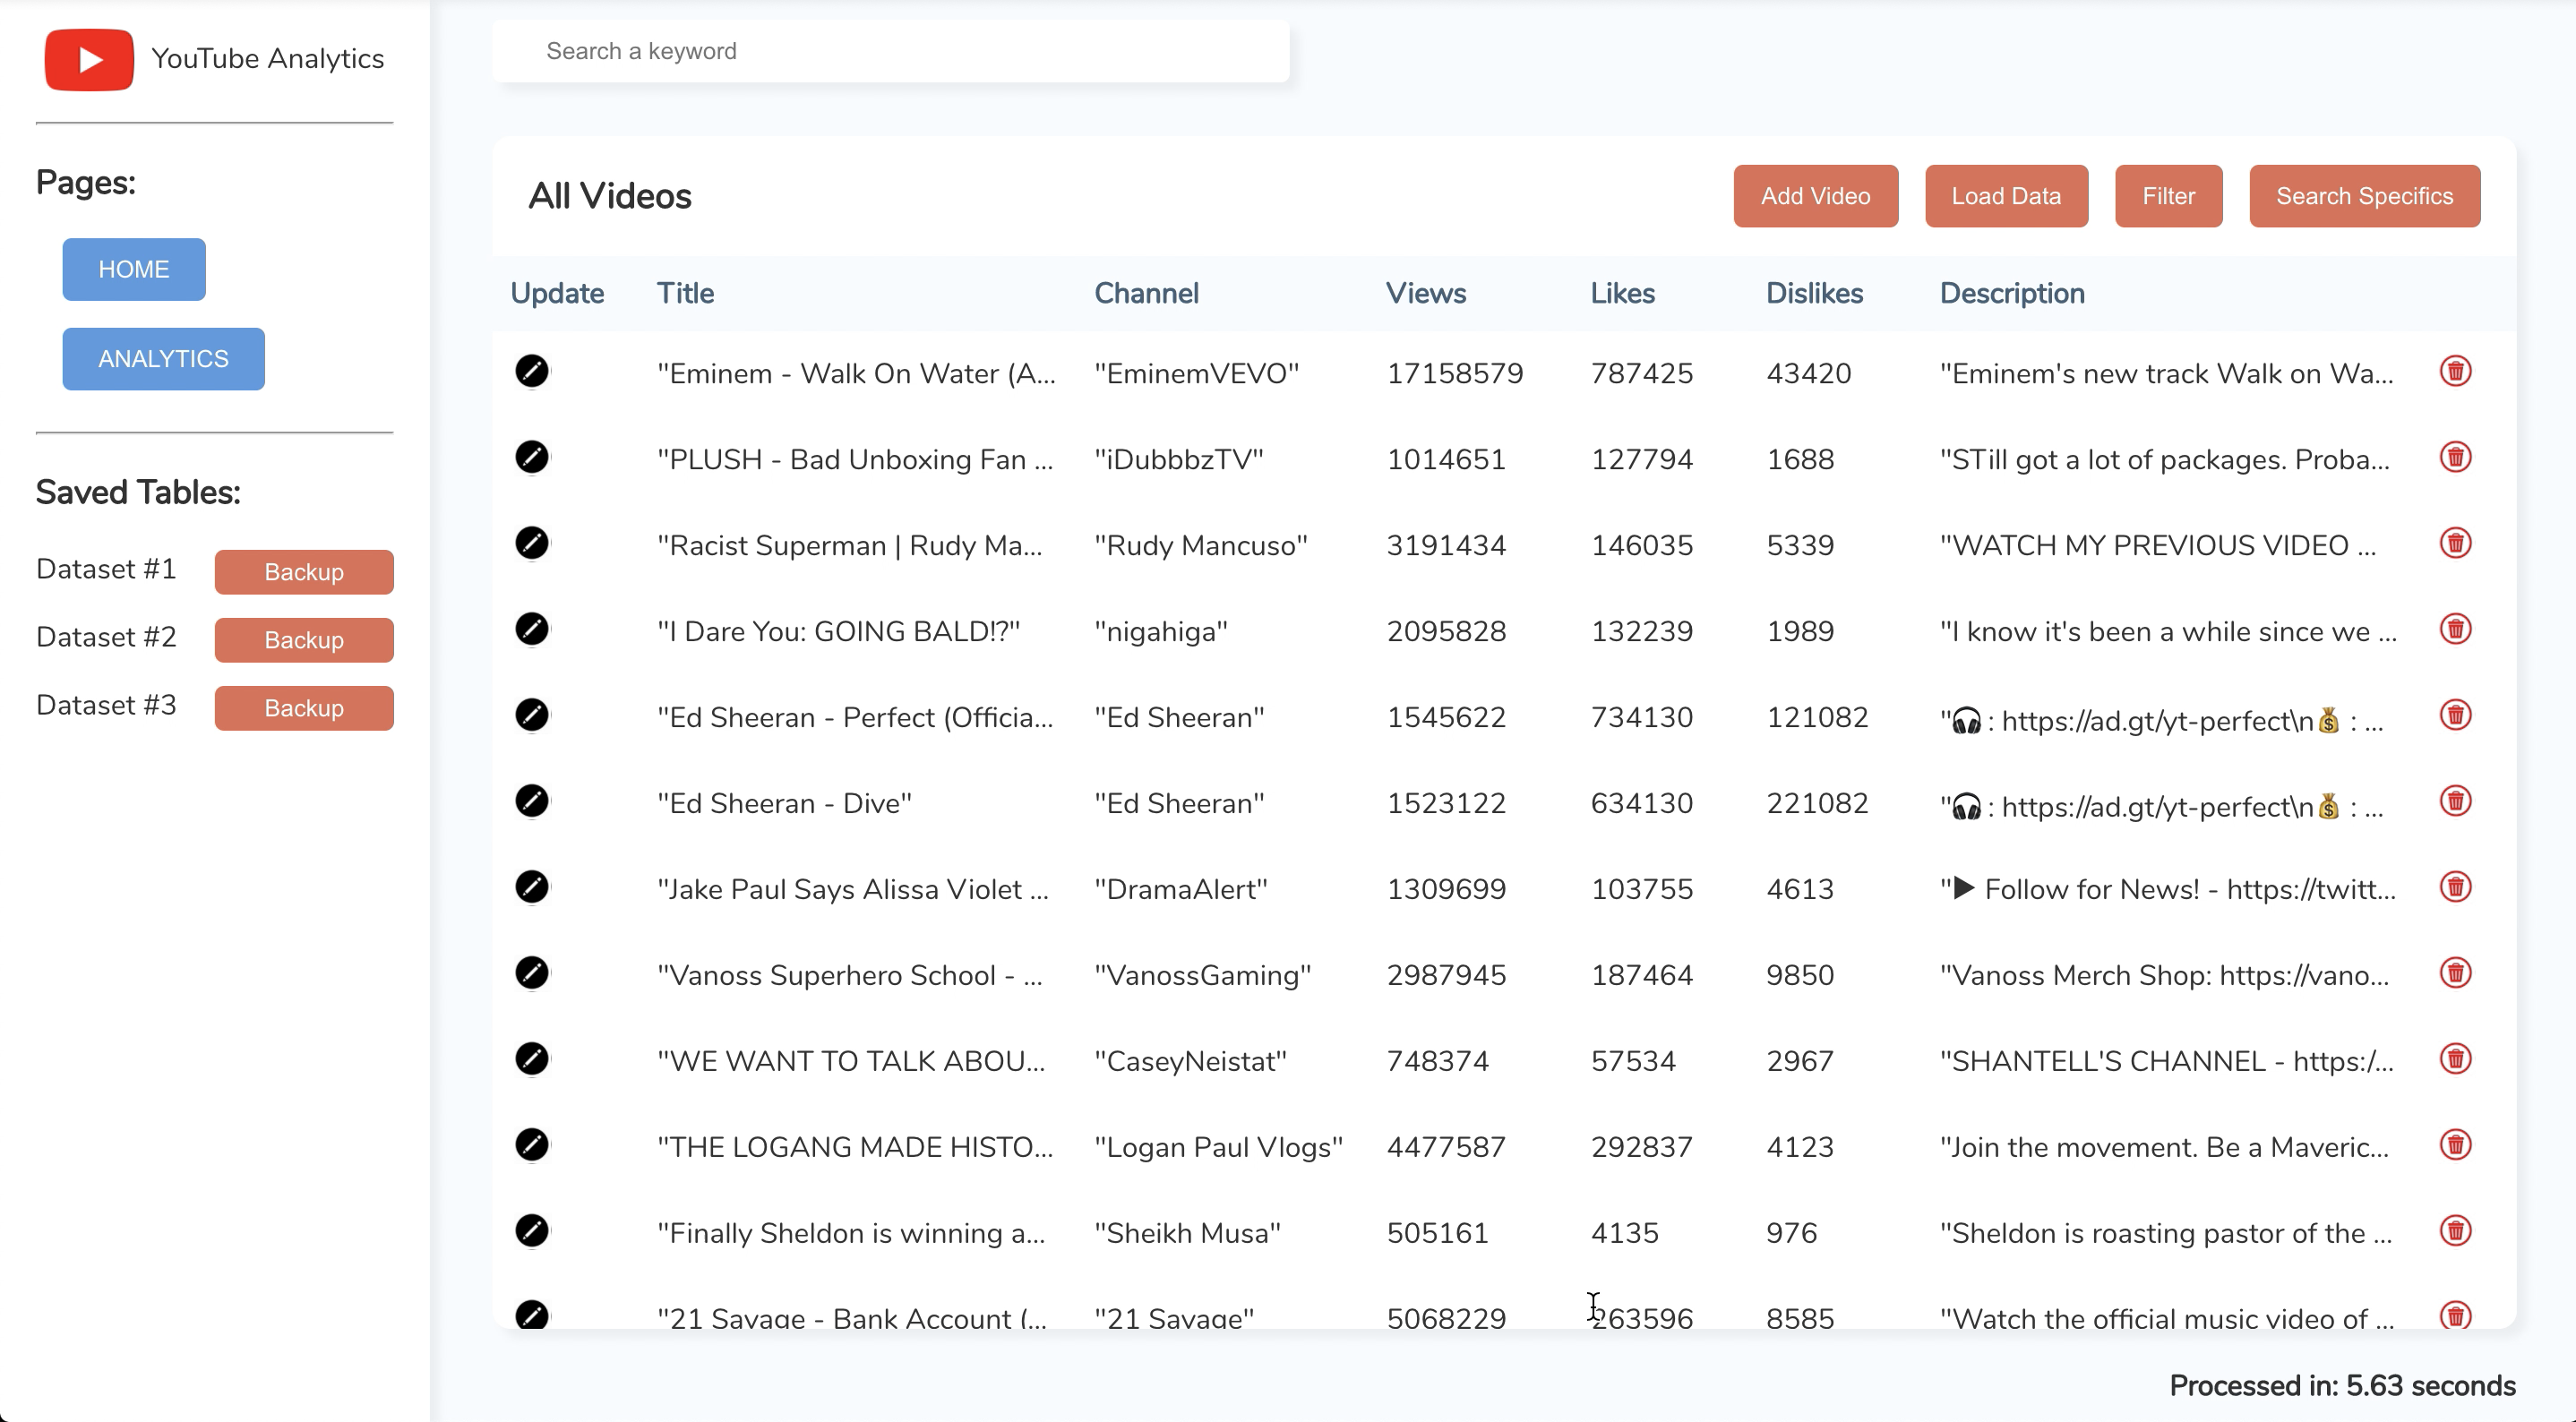 YouTube Analytics
Search a keyword
Pages:
HOME
ANALYTICS
Saved Tables:
Dataset #1 Backup
Dataset #2 Backup
Dataset #3 Backup
All Videos Add Video Load Data Filter Search Specifics
Update Title Channel Views Likes Dislikes Description
"Eminem - Walk On Water (A... "EminemVEVO" 17158579 787425 43420 "Eminem's new track Walk on Wa...
"PLUSH - Bad Unboxing Fan ... "iDubbbzTV" 1014651 127794 1688 "STill got a lot of packages. Proba...
"Racist Superman | Rudy Ma... "Rudy Mancuso" 3191434 146035 5339 "WATCH MY PREVIOUS VIDEO ...
"I Dare You: GOING BALD!?" "nigahiga" 2095828 132239 1989 "I know it's been a while since we ...
"Ed Sheeran - Perfect (Officia... "Ed Sheeran" 1545622 734130 121082 "🎧 : https://ad.gt/yt-perfect\n💰 : ...
"Ed Sheeran - Dive" "Ed Sheeran" 1523122 634130 221082 "🎧 : https://ad.gt/yt-perfect\n💰 : ...
"Jake Paul Says Alissa Violet ... "DramaAlert" 1309699 103755 4613 "▶ Follow for News! - https://twitt...
"Vanoss Superhero School - ... "VanossGaming" 2987945 187464 9850 "Vanoss Merch Shop: https://vano...
"WE WANT TO TALK ABOU... "CaseyNeistat" 748374 57534 2967 "SHANTELL'S CHANNEL - https:/...
"THE LOGANG MADE HISTO... "Logan Paul Vlogs" 4477587 292837 4123 "Join the movement. Be a Maveric...
"Finally Sheldon is winning a... "Sheikh Musa" 505161 4135 976 "Sheldon is roasting pastor of the ...
"21 Savage - Bank Account (... "21 Savage" 5068229 263596 8585 "Watch the official music video of ...
Processed in: 5.63 seconds